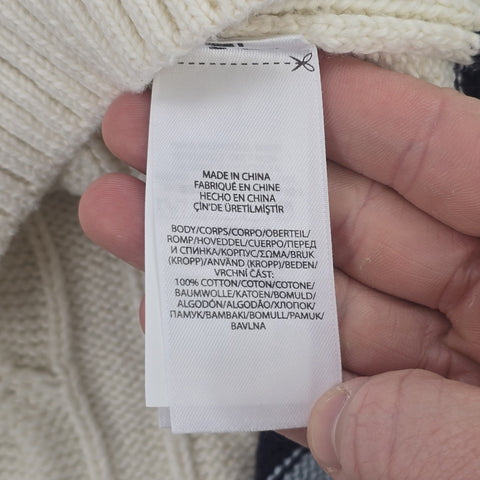 MADE IN CHINA
FABRIQUÉ EN CHINE
HECHO EN CHINA
ÇİN'DE ÜRETİLMİŞTİR
BODY/CORPS/CORPO/OBERTEIL/
ROMP/HOVEDDEL/CUERPO/ПЕРЕД
И СПИНКА/КОРПУС/ΣΩΜΑ/BRUK
(KROPP)/ANVÄND (KROPP)/BEDEN/
VRCHNÍ ČÁST:
100% COTTON/COTON/COTONE/
BAUMWOLLE/KATOEN/BOMULD/
ALGODÓN/ALGODÃO/ХЛОПОК/
ПАМУК/ΒΑΜΒΑΚΙ/BOMULL/PAMUK/
BAVLNA